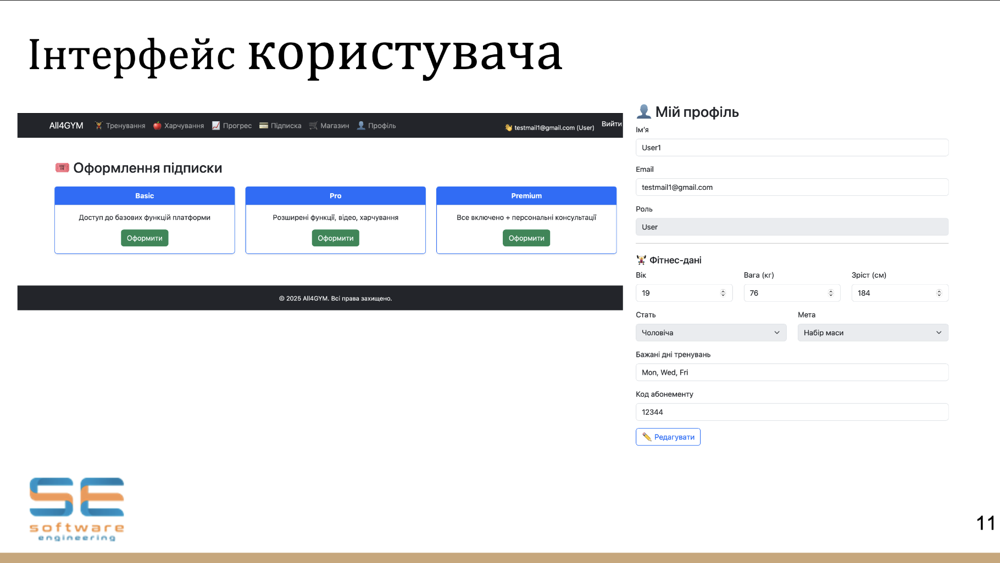 Інтерфейс користувача
All4GYM Тренування Харчування Прогрес Підписка Магазин Профіль testmail1@gmail.com (User) Вийти
Оформлення підписки
Basic
Доступ до базових функцій платформи
Оформити
Pro
Розширені функції, відео, харчування
Оформити
Premium
Все включено + персональні консультації
Оформити
© 2025 All4GYM. Всі права захищено.
Мій профіль
Ім'я
User1
Email
testmail1@gmail.com
Роль
User
Фітнес-дані
Вік Вага (кг) Зріст (см)
19 76 184
Стать Мета
Чоловіча Набір маси
Бажані дні тренувань
Mon, Wed, Fri
Код абонементу
12344
Редагувати
SE
software
engineering
11